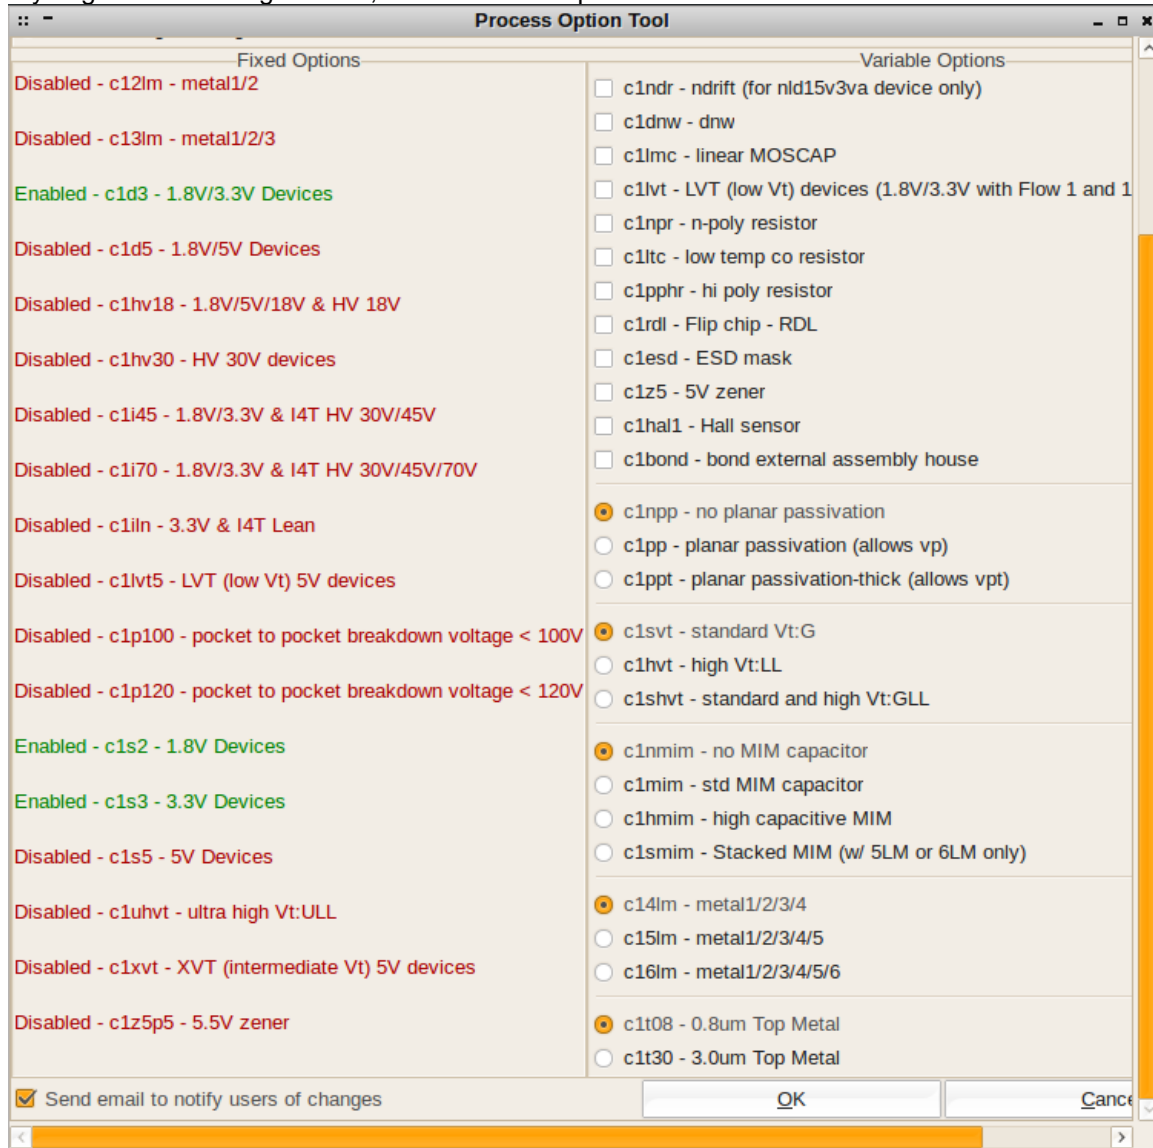 Process Option Tool
Fixed Options
Disabled - c12lm - metal1/2
Disabled - c13lm - metal1/2/3
Enabled - c1d3 - 1.8V/3.3V Devices
Disabled - c1d5 - 1.8V/5V Devices
Disabled - c1hv18 - 1.8V/5V/18V & HV 18V
Disabled - c1hv30 - HV 30V devices
Disabled - c1i45 - 1.8V/3.3V & I4T HV 30V/45V
Disabled - c1i70 - 1.8V/3.3V & I4T HV 30V/45V/70V
Disabled - c1iln - 3.3V & I4T Lean
Disabled - c1lvt5 - LVT (low Vt) 5V devices
Disabled - c1p100 - pocket to pocket breakdown voltage < 100V
Disabled - c1p120 - pocket to pocket breakdown voltage < 120V
Enabled - c1s2 - 1.8V Devices
Enabled - c1s3 - 3.3V Devices
Disabled - c1s5 - 5V Devices
Disabled - c1uhvt - ultra high Vt:ULL
Disabled - c1xvt - XVT (intermediate Vt) 5V devices
Disabled - c1z5p5 - 5.5V zener
Variable Options
c1ndr - ndrift (for nld15v3va device only)
c1dnw - dnw
c1lmc - linear MOSCAP
c1lvt - LVT (low Vt) devices (1.8V/3.3V with Flow 1 and 1
c1npr - n-poly resistor
c1ltc - low temp co resistor
c1pphr - hi poly resistor
c1rdl - Flip chip - RDL
c1esd - ESD mask
c1z5 - 5V zener
c1hal1 - Hall sensor
c1bond - bond external assembly house
c1npp - no planar passivation
c1pp - planar passivation (allows vp)
c1ppt - planar passivation-thick (allows vpt)
c1svt - standard Vt:G
c1hvt - high Vt:LL
c1shvt - standard and high Vt:GLL
c1nmim - no MIM capacitor
c1mim - std MIM capacitor
c1hmim - high capacitive MIM
c1smim - Stacked MIM (w/ 5LM or 6LM only)
c14lm - metal1/2/3/4
c15lm - metal1/2/3/4/5
c16lm - metal1/2/3/4/5/6
c1t08 - 0.8um Top Metal
c1t30 - 3.0um Top Metal
Send email to notify users of changes
OK
Cance